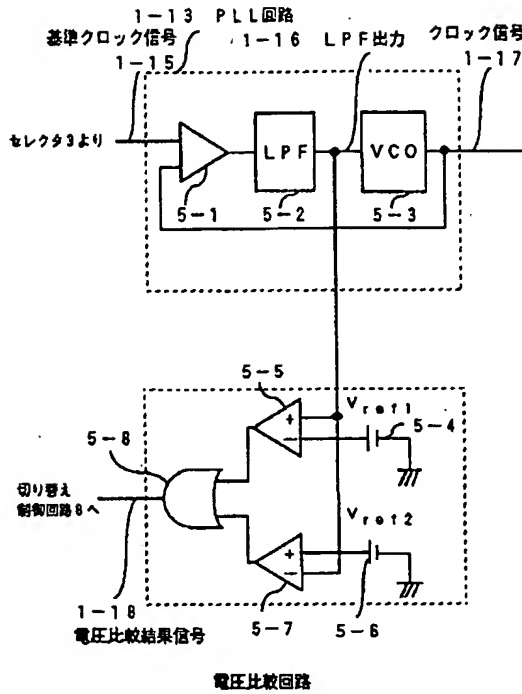 1-13 PLL回路
基準クロック信号
1-16 LPF出力
クロック信号
1-15
1-17
セレクタ3より
LPF
VCO
5-1
5-2
5-3
5-5
5-8
+
-
Vref1
5-4
切り替え
制御回路8へ
Vref2
+
-
1-18
5-7
5-6
電圧比較結果信号
電圧比較回路